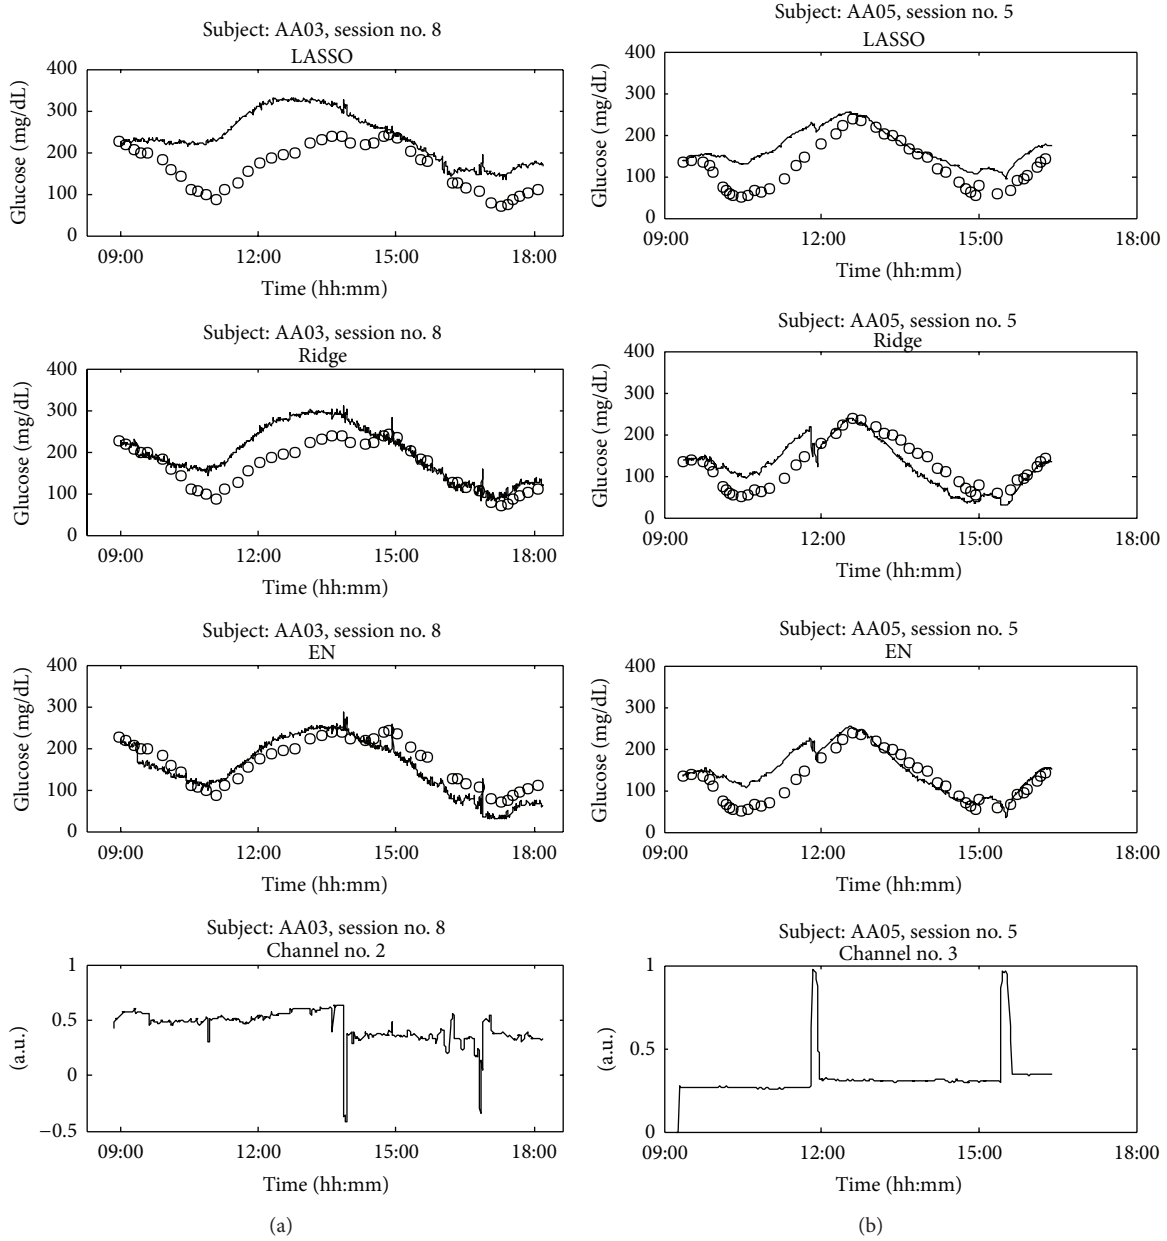 Subject: AA03, session no. 8
LASSO
400
300
200
100
0
Glucose (mg/dL)
09:00 12:00 15:00 18:00
Time (hh:mm)
Subject: AA03, session no. 8
Ridge
400
300
200
100
0
Glucose (mg/dL)
09:00 12:00 15:00 18:00
Time (hh:mm)
Subject: AA03, session no. 8
EN
400
300
200
100
0
Glucose (mg/dL)
09:00 12:00 15:00 18:00
Time (hh:mm)
Subject: AA03, session no. 8
Channel no. 2
1
0.5
0
−0.5
(a.u.)
09:00 12:00 15:00 18:00
Time (hh:mm)
(a)
Subject: AA05, session no. 5
LASSO
400
300
200
100
0
Glucose (mg/dL)
09:00 12:00 15:00 18:00
Time (hh:mm)
Subject: AA05, session no. 5
Ridge
400
300
200
100
0
Glucose (mg/dL)
09:00 12:00 15:00 18:00
Time (hh:mm)
Subject: AA05, session no. 5
EN
400
300
200
100
0
Glucose (mg/dL)
09:00 12:00 15:00 18:00
Time (hh:mm)
Subject: AA05, session no. 5
Channel no. 3
1
0.5
0
(a.u.)
09:00 12:00 15:00 18:00
Time (hh:mm)
(b)